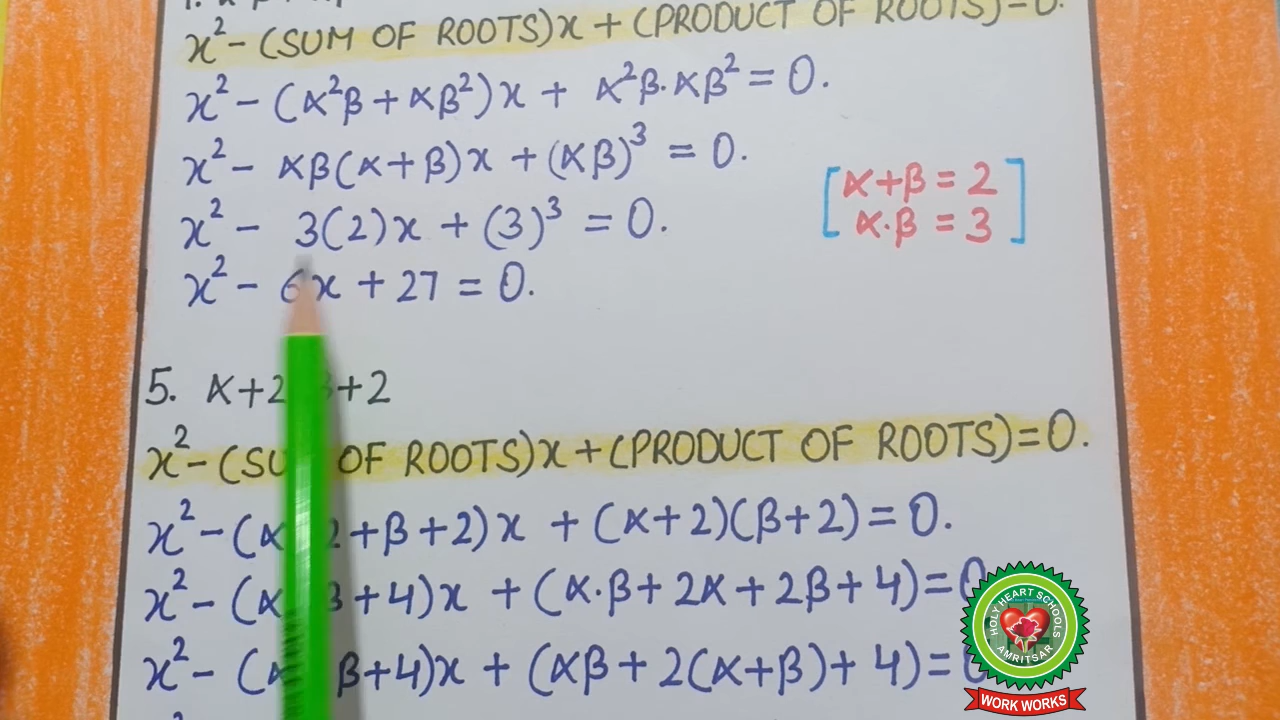 x² - (SUM OF ROOTS)x + (PRODUCT OF ROOTS) = 0.
x² - (α²β + αβ²)x + α²β·αβ² = 0.
x² - αβ(α+β)x + (αβ)³ = 0.
[α+β = 2
α·β = 3]
x² - 3(2)x + (3)³ = 0.
x² - 6x + 27 = 0.
5. α+2 β+2
x² - (SU OF ROOTS)x + (PRODUCT OF ROOTS) = 0.
x² - (α 2 + β + 2)x + (α+2)(β+2) = 0.
x² - (α β + 4)x + (α·β + 2α + 2β + 4) = 0
x² - (α β+4)x + (αβ + 2(α+β) + 4) = 0
HOLY HEART SCHOOLS
AMRITSAR
WORK WORKS